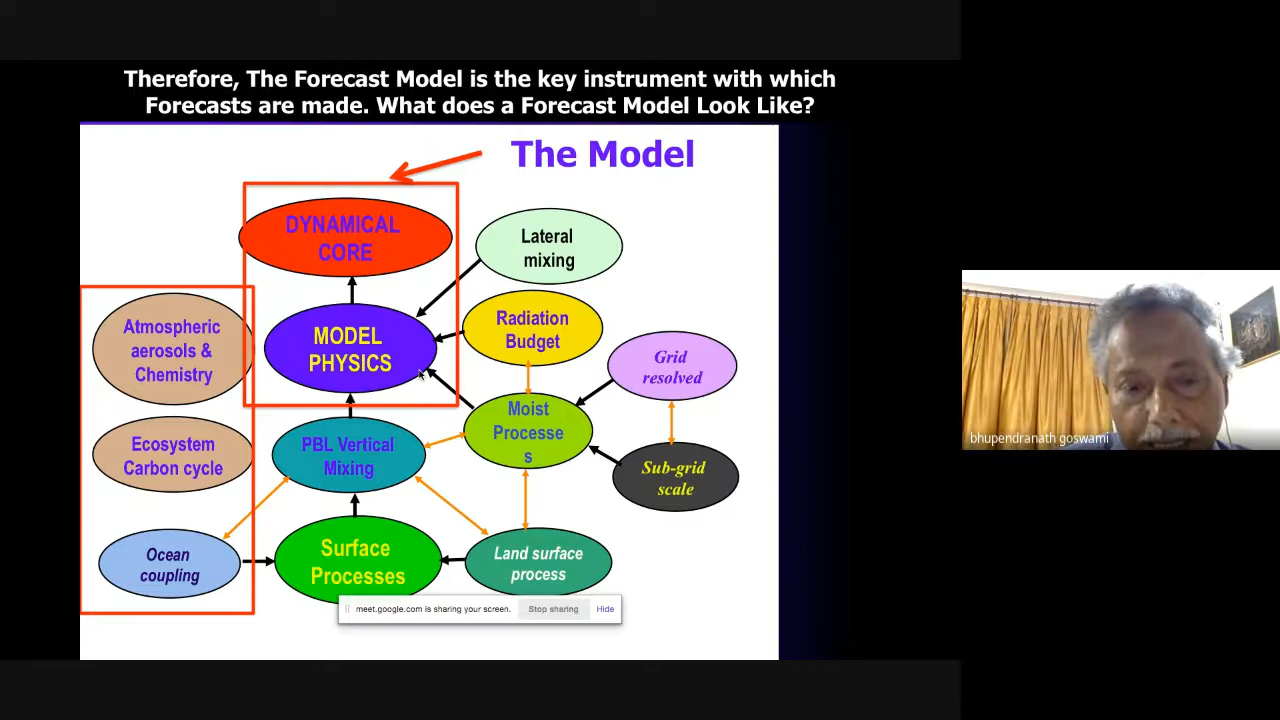 Therefore, The Forecast Model is the key instrument with which
Forecasts are made. What does a Forecast Model Look Like?
The Model
DYNAMICAL
CORE
Lateral
mixing
Atmospheric
aerosols &
Chemistry
MODEL
PHYSICS
Radiation
Budget
Grid
resolved
Moist
Processe
s
Ecosystem
Carbon cycle
PBL Vertical
Mixing
Sub-grid
scale
Ocean
coupling
Surface
Processes
Land surface
process
meet.google.com is sharing your screen. Stop sharing Hide
bhupendranath goswami